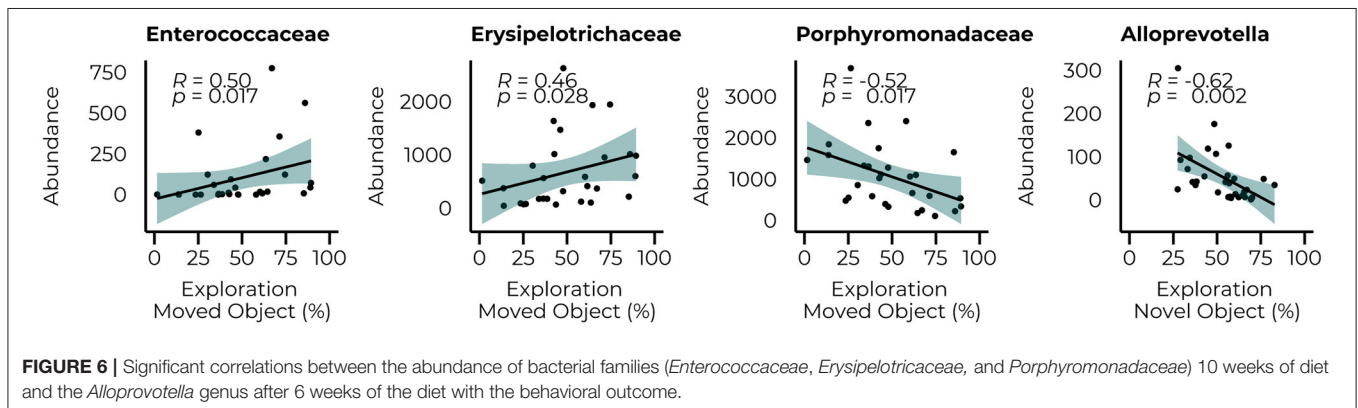 Enterococcaceae
Erysipelotrichaceae
Porphyromonadaceae
Alloprevotella
R = 0.50
p = 0.017
R = 0.46
p = 0.028
R = -0.52
p = 0.017
R = -0.62
p = 0.002
Abundance
750
500
250
0
Abundance
2000
1000
0
Abundance
3000
2000
1000
0
Abundance
300
200
100
0
0 25 50 75 100
0 25 50 75 100
0 25 50 75 100
0 25 50 75 100
Exploration
Moved Object (%)
Exploration
Moved Object (%)
Exploration
Moved Object (%)
Exploration
Novel Object (%)
FIGURE 6 | Significant correlations between the abundance of bacterial families (Enterococcaceae, Erysipelotricaceae, and Porphyromonadaceae) 10 weeks of diet
and the Alloprevotella genus after 6 weeks of the diet with the behavioral outcome.